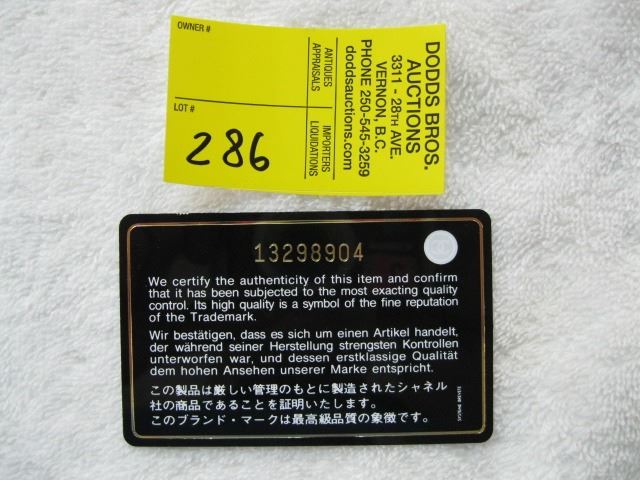 OWNER #
LOT #
286
ANTIQUES
APPRAISALS
IMPORTERS
LIQUIDATIONS
DODDS BROS.
AUCTIONS
3311 - 28TH AVE.
VERNON, B.C.
PHONE 250-545-3259
doddsauctions.com
13298904
We certify the authenticity of this item and confirm
that it has been subjected to the most exacting quality
control. Its high quality is a symbol of the fine reputation
of the Trademark.
Wir bestätigen, dass es sich um einen Artikel handelt,
der während seiner Herstellung strengsten Kontrollen
unterworfen war, und dessen erstklassige Qualität
dem hohen Ansehen unserer Marke entspricht.
この製品は厳しい管理のもとに製造されたシャネル
社の商品であることを証明いたします。
このブランド・マークは最高級品質の象徴です。